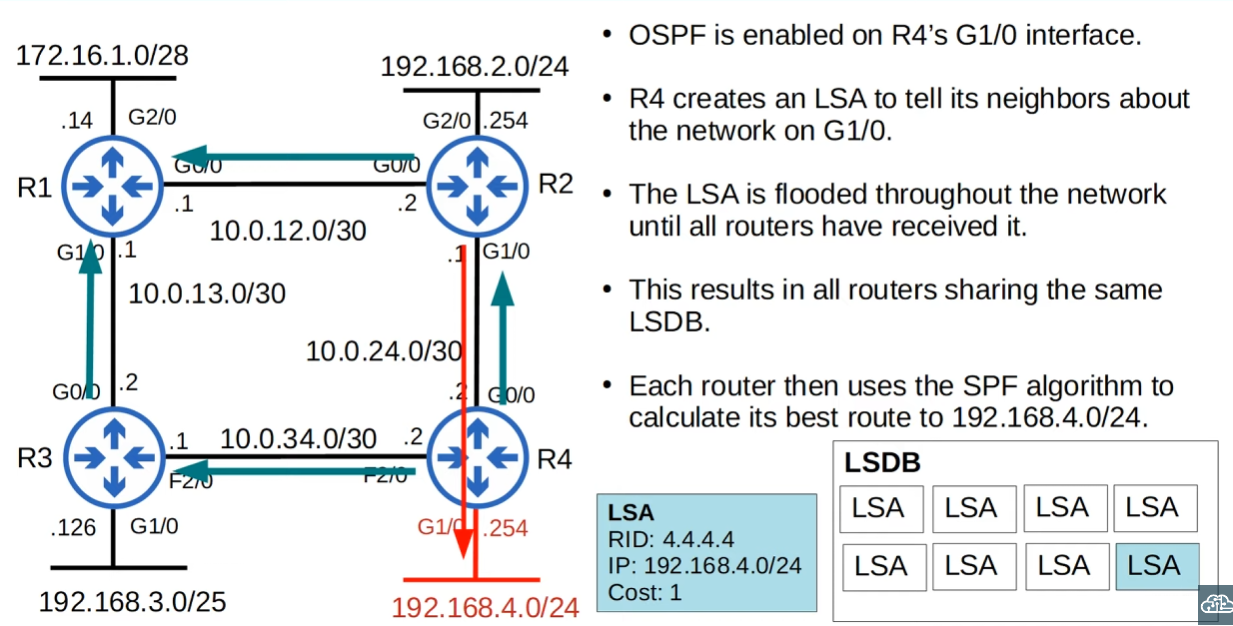 172.16.1.0/28
192.168.2.0/24
.14
G2/0
G2/0
.254
R1
G0/0
G0/0
R2
.1
.2
10.0.12.0/30
G1/0
.1
.1
G1/0
10.0.13.0/30
10.0.24.0/30
G0/0
.2
.2
G0/0
R3
.1
10.0.34.0/30
.2
R4
F2/0
F2/0
.126
G1/0
G1/0
.254
192.168.3.0/25
192.168.4.0/24
• OSPF is enabled on R4’s G1/0 interface.
• R4 creates an LSA to tell its neighbors about
the network on G1/0.
• The LSA is flooded throughout the network
until all routers have received it.
• This results in all routers sharing the same
LSDB.
• Each router then uses the SPF algorithm to
calculate its best route to 192.168.4.0/24.
LSA
RID: 4.4.4.4
IP: 192.168.4.0/24
Cost: 1
LSDB
LSA LSA LSA LSA
LSA LSA LSA LSA